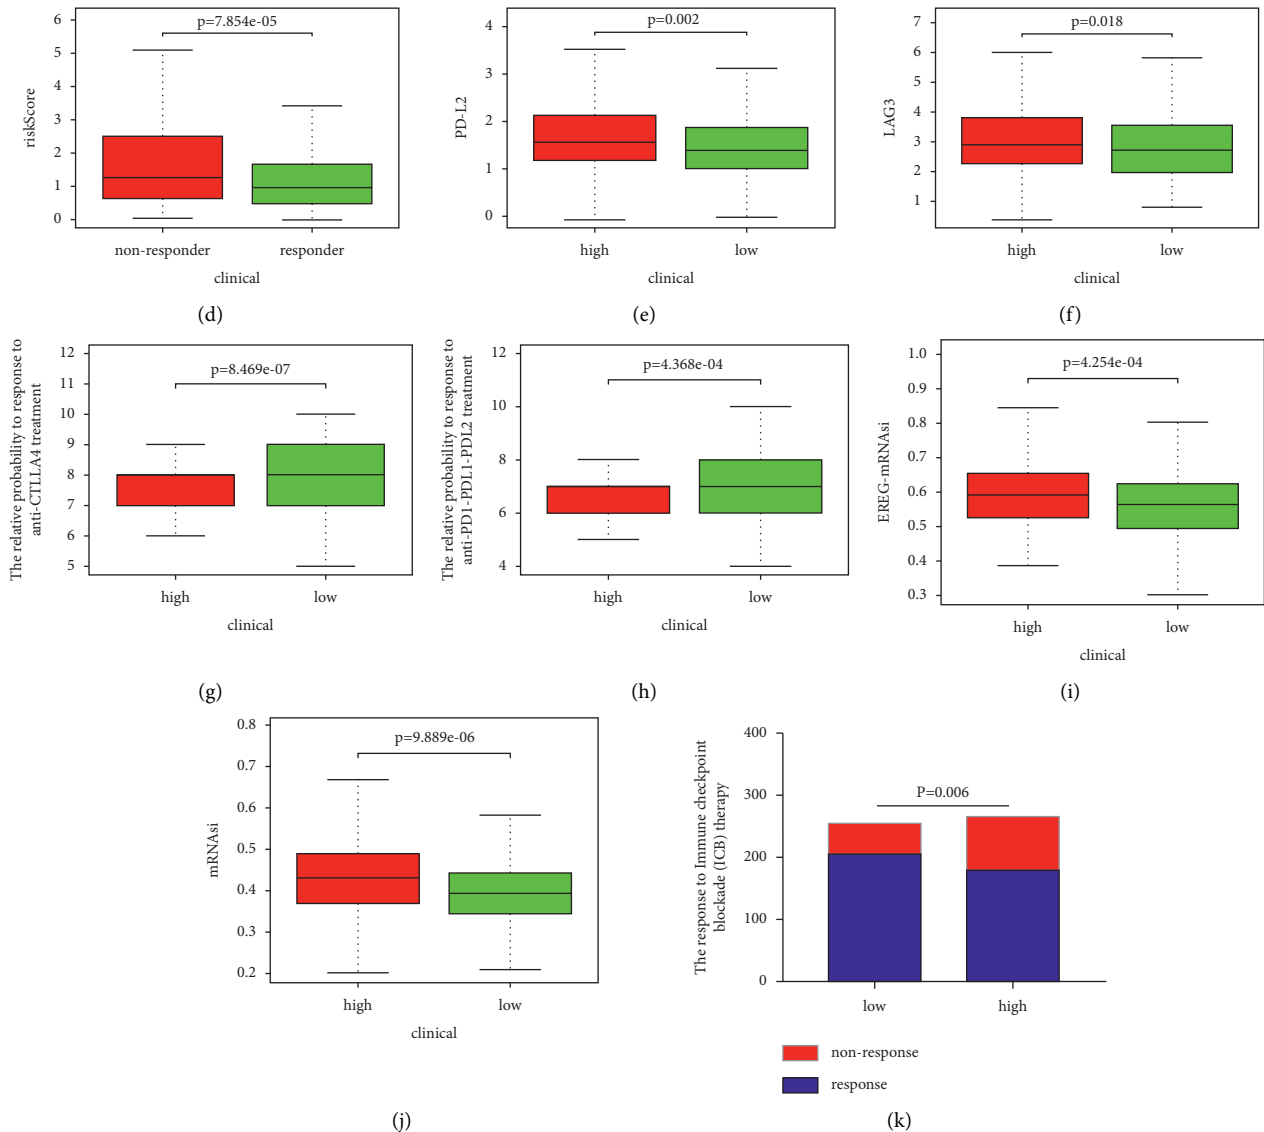 p=7.854e-05
riskScore
6
5
4
3
2
1
0
non-responder responder
clinical
(d)
p=0.002
PD-L2
4
3
2
1
0
high low
clinical
(e)
p=0.018
LAG3
7
6
5
4
3
2
1
high low
clinical
(f)
p=8.469e-07
The relative probability to response to
anti-CTLLA4 treatment
12
11
10
9
8
7
6
5
high low
clinical
(g)
p=4.368e-04
The relative probability to response to
anti-PD1-PDL1-PDL2 treatment
12
10
8
6
4
high low
clinical
(h)
p=4.254e-04
EREG-mRNAsi
1.0
0.9
0.8
0.7
0.6
0.5
0.4
0.3
high low
clinical
(i)
p=9.889e-06
mRNAsi
0.8
0.7
0.6
0.5
0.4
0.3
0.2
high low
clinical
(j)
P=0.006
The response to Immune checkpoint
blockade (ICB) therapy
400
300
200
100
0
low high
non-response
response
(k)